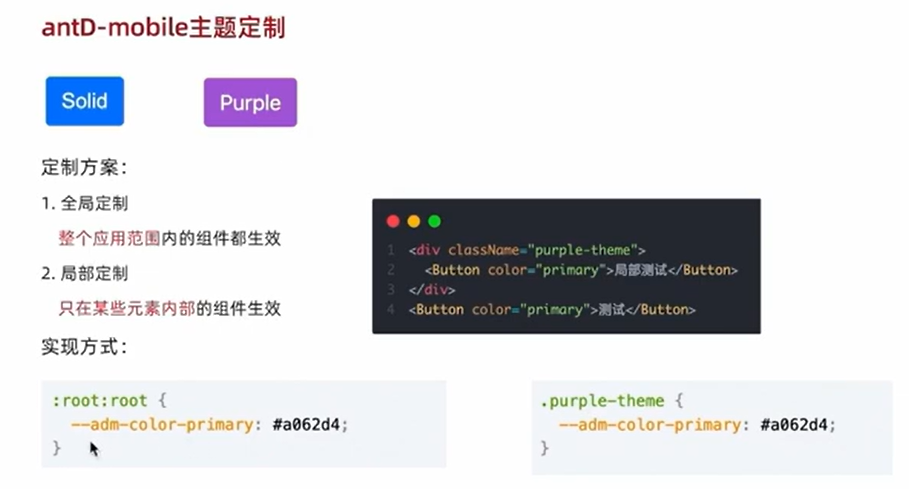 antD-mobile主题定制
Solid
Purple
定制方案：
1. 全局定制
整个应用范围内的组件都生效
2. 局部定制
只在某些元素内部的组件生效
1 <div className="purple-theme">
2 <Button color="primary">局部测试</Button>
3 </div>
4 <Button color="primary">测试</Button>
实现方式：
:root:root {
--adm-color-primary: #a062d4;
}
.purple-theme {
--adm-color-primary: #a062d4;
}